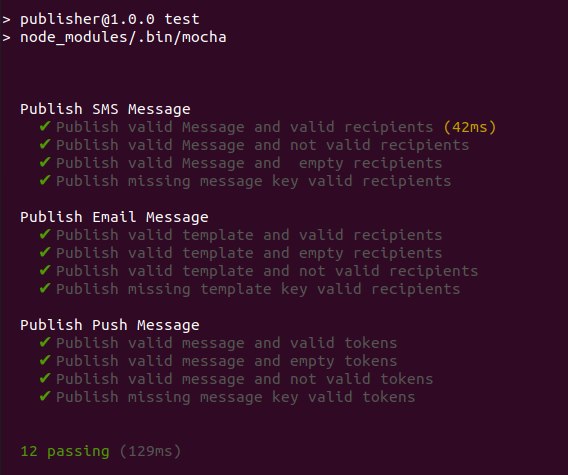 > publisher@1.0.0 test
> node_modules/.bin/mocha
Publish SMS Message
✔ Publish valid Message and valid recipients (42ms)
✔ Publish valid Message and not valid recipients
✔ Publish valid Message and  empty recipients
✔ Publish missing message key valid recipients
Publish Email Message
✔ Publish valid template and valid recipients
✔ Publish valid template and empty recipients
✔ Publish valid template and not valid recipients
✔ Publish missing template key valid recipients
Publish Push Message
✔ Publish valid message and valid tokens
✔ Publish valid message and empty tokens
✔ Publish valid message and not valid tokens
✔ Publish missing message key valid tokens
12 passing (129ms)